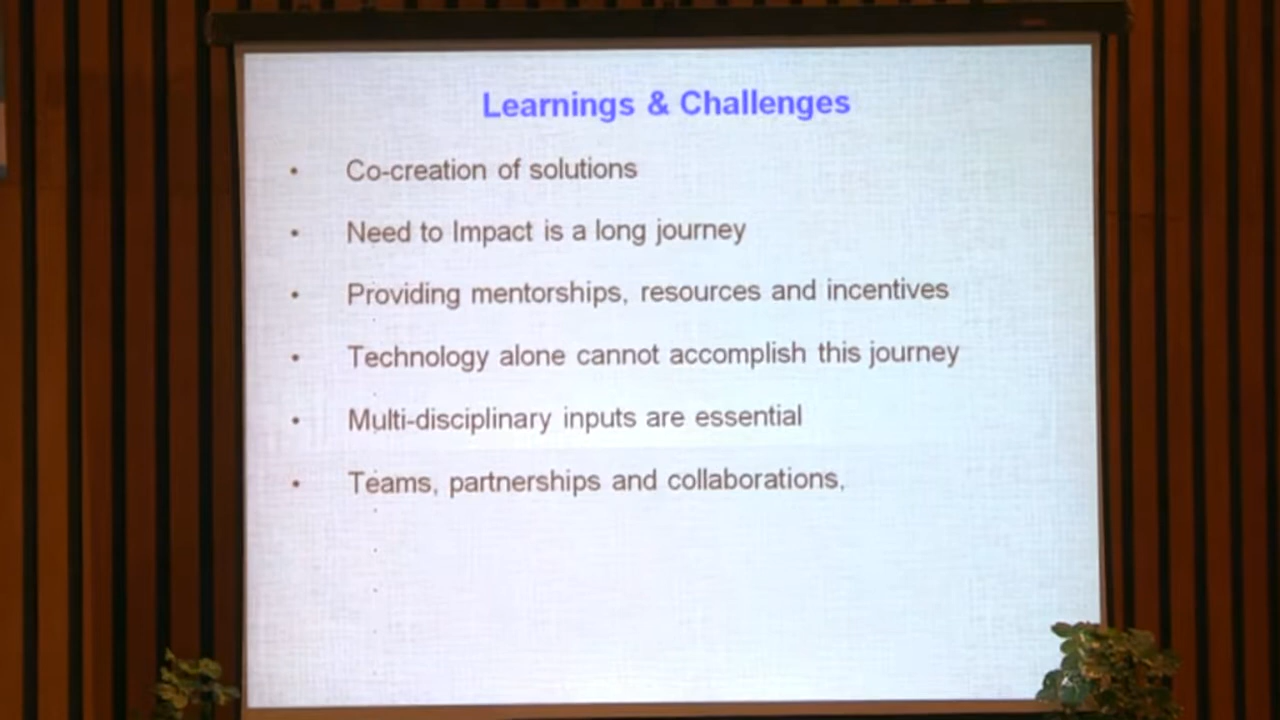 Learnings & Challenges
• Co-creation of solutions
• Need to Impact is a long journey
• Providing mentorships, resources and incentives
• Technology alone cannot accomplish this journey
• Multi-disciplinary inputs are essential
• Teams, partnerships and collaborations,